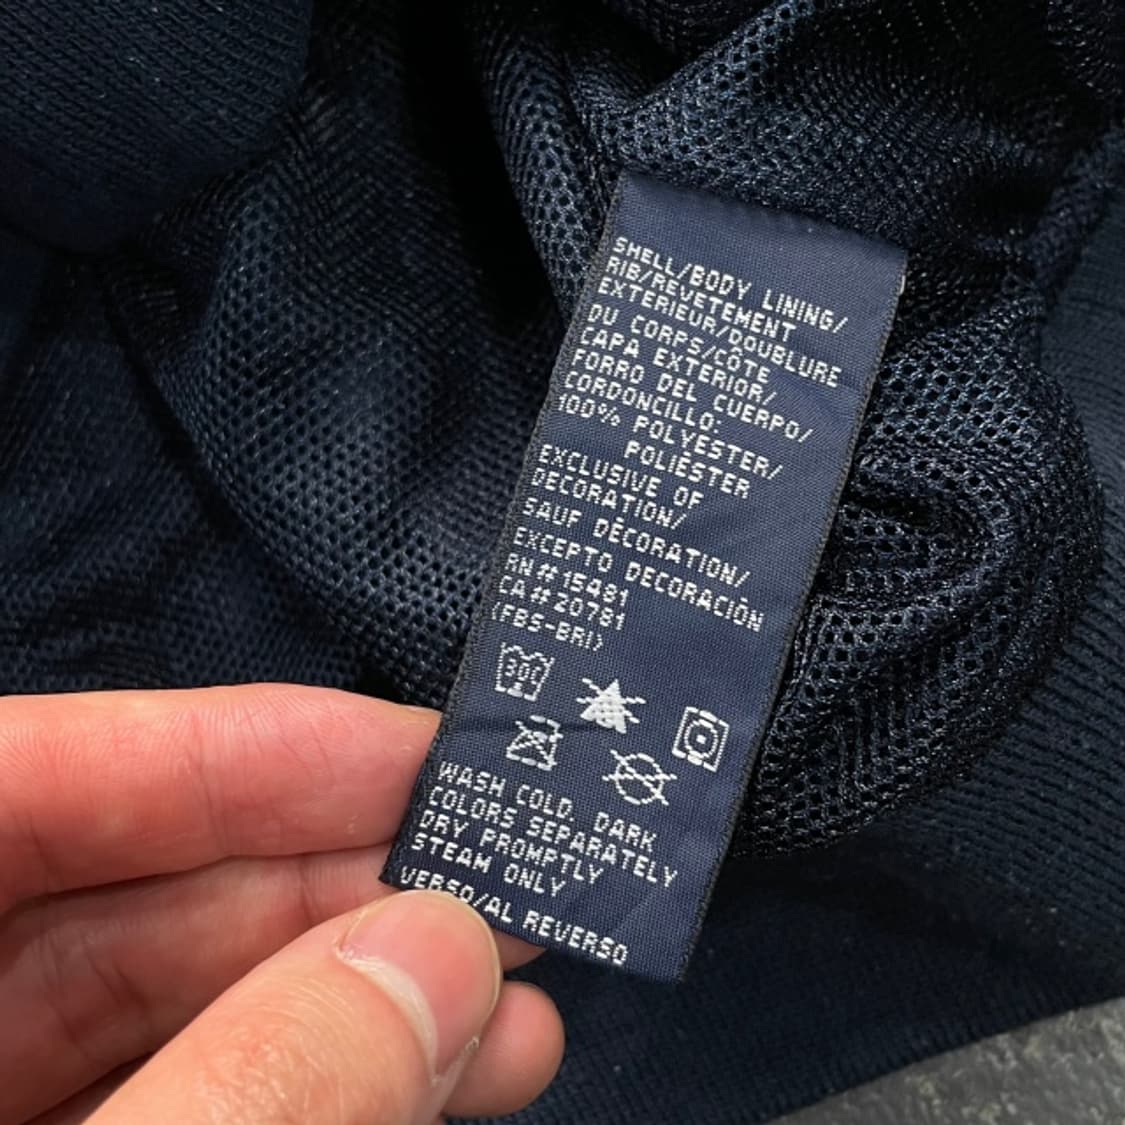 SHELL/BODY LINING/
RIB/REVETEMENT
EXTERIEUR/DOUBLURE
DU CORPS/CÔTE
CAPA EXTERIOR/
FORRO DEL CUERPO/
CORDONCILLO:
100% POLYESTER/
POLIÉSTER
EXCLUSIVE OF
DECORATION/
SAUF DÉCORATION/
EXCEPTO DECORACIÓN
RN#15481
CA#20781
(FBS-BRI)
30C
WASH COLD. DARK
COLORS SEPARATELY
DRY PROMPTLY
STEAM ONLY
VERSO/AL REVERSO